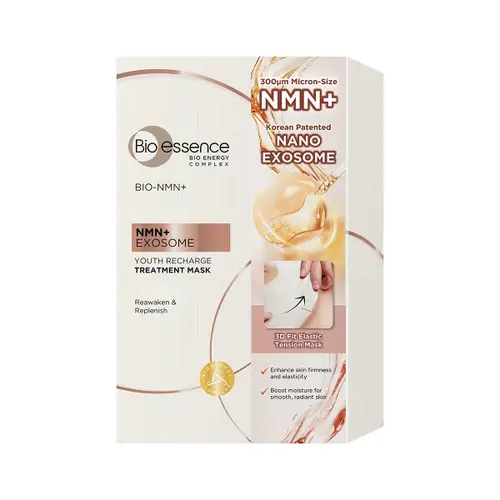 Bio essence
BIO ENERGY
COMPLEX
BIO-NMN+
NMN+
EXOSOME
YOUTH RECHARGE
TREATMENT MASK
Reawaken &
Replenish
300μm Micron-Size
NMN+
Korean Patented
NANO
EXOSOME
3D Fit Elastic
Tension Mask
Enhance skin firmness
and elasticity
Boost moisture for
smooth, radiant skin